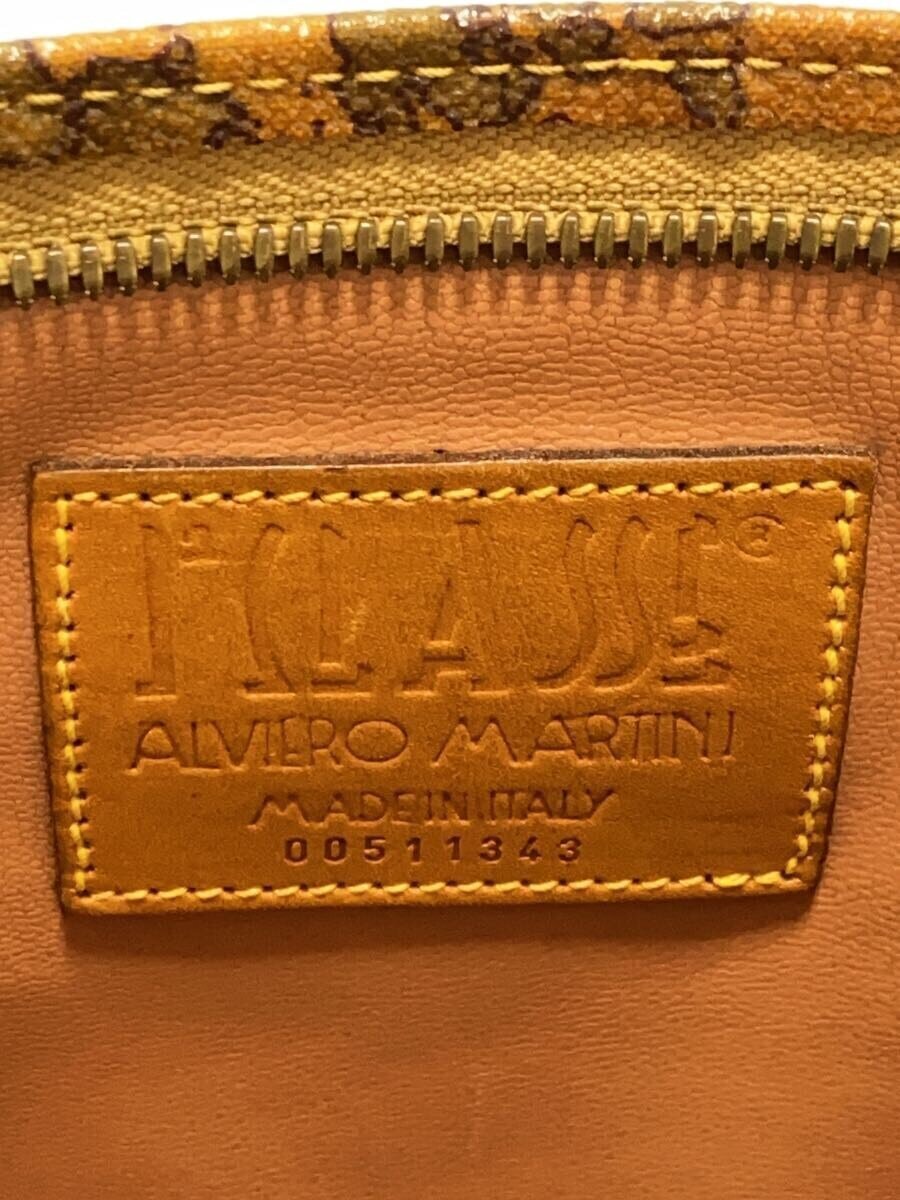 1ª CLASSE ®
ALVIERO MARTINI
MADE IN ITALY
00511343